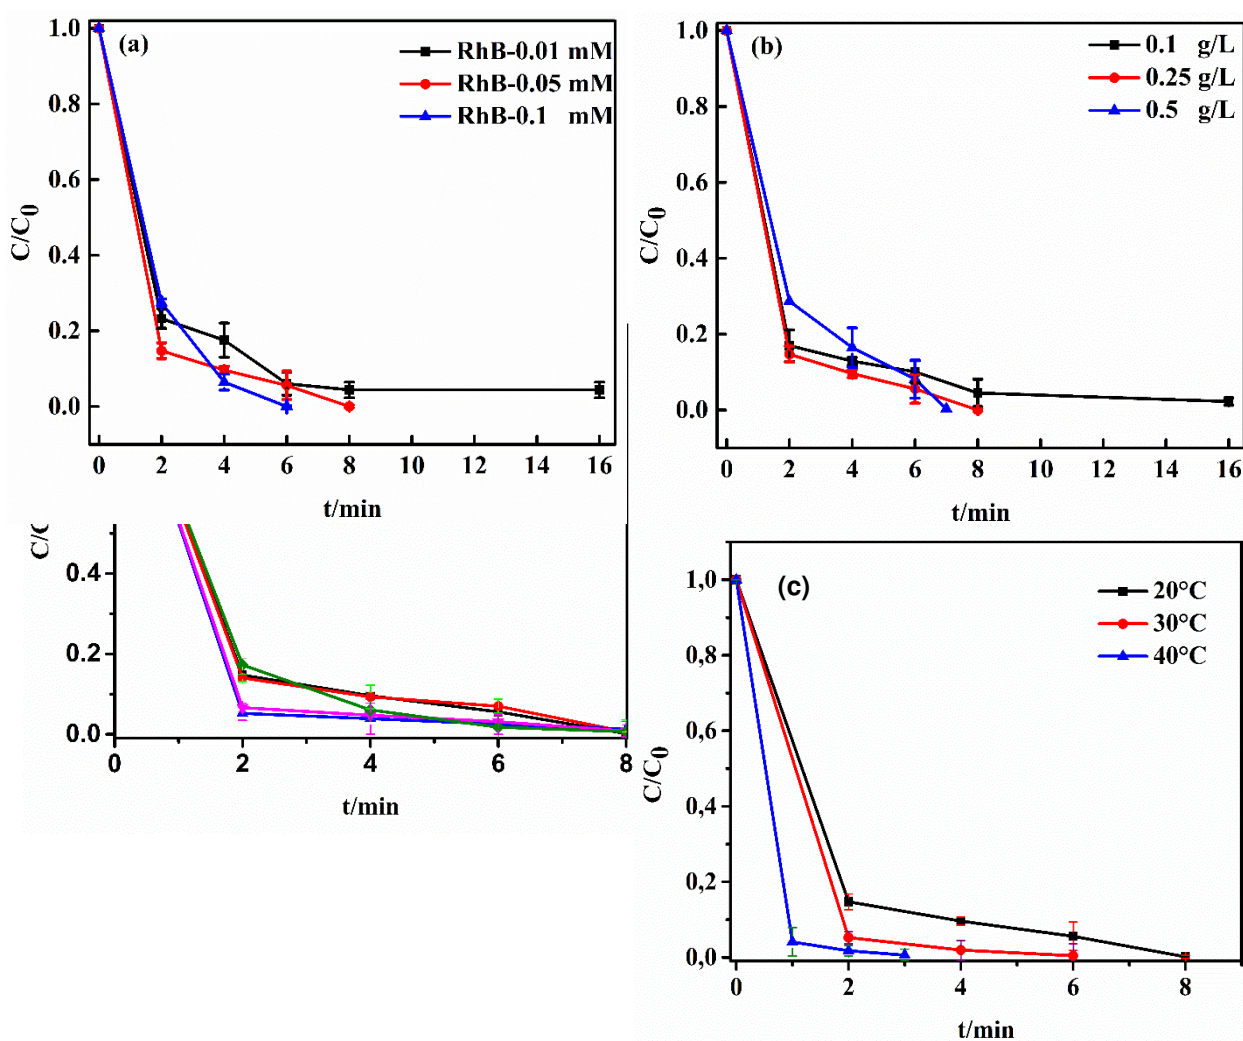 (a)
RhB-0.01 mM
RhB-0.05 mM
RhB-0.1 mM
C/C0
1.0
0.8
0.6
0.4
0.2
0.0
0 2 4 6 8 10 12 14 16
t/min
(b)
0.1 g/L
0.25 g/L
0.5 g/L
C/C0
1.0
0.8
0.6
0.4
0.2
0.0
0 2 4 6 8 10 12 14 16
t/min
0.4
0.2
0.0
0 2 4 6 8
t/min
(c)
20°C
30°C
40°C
C/C0
1,0
0,8
0,6
0,4
0,2
0,0
0 2 4 6 8
t/min